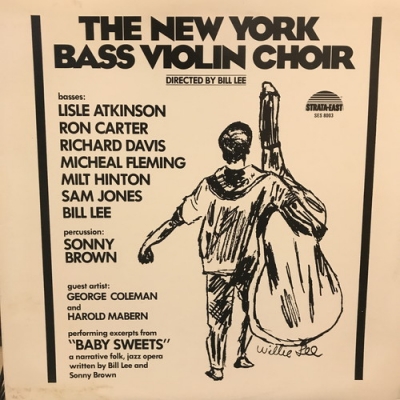 THE NEW YORK
BASS VIOLIN CHOIR
DIRECTED BY BILL LEE
STRATA-EAST
SES 8003
basses:
LISLE ATKINSON
RON CARTER
RICHARD DAVIS
MICHEAL FLEMING
MILT HINTON
SAM JONES
BILL LEE
percussion:
SONNY
BROWN
guest artist:
GEORGE COLEMAN
and
HAROLD MABERN
performing excerpts from
"BABY SWEETS"
a narrative folk, jazz opera
written by Bill Lee and
Sonny Brown
Willie Lee